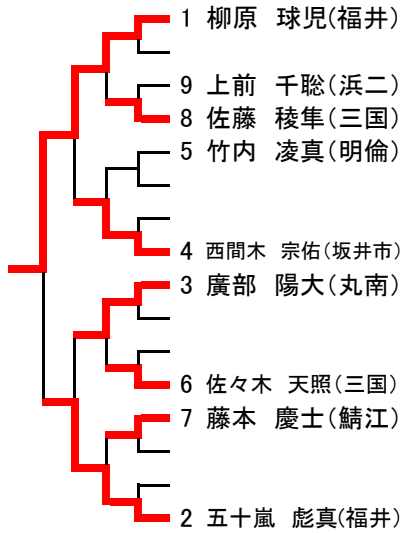 1 柳原 球児(福井)
9 上前 千聡(浜二)
8 佐藤 稜隼(三国)
5 竹内 凌真(明倫)
4 西間木 宗佑(坂井市)
3 廣部 陽大(丸南)
6 佐々木 天照(三国)
7 藤本 慶士(鯖江)
2 五十嵐 彪真(福井)